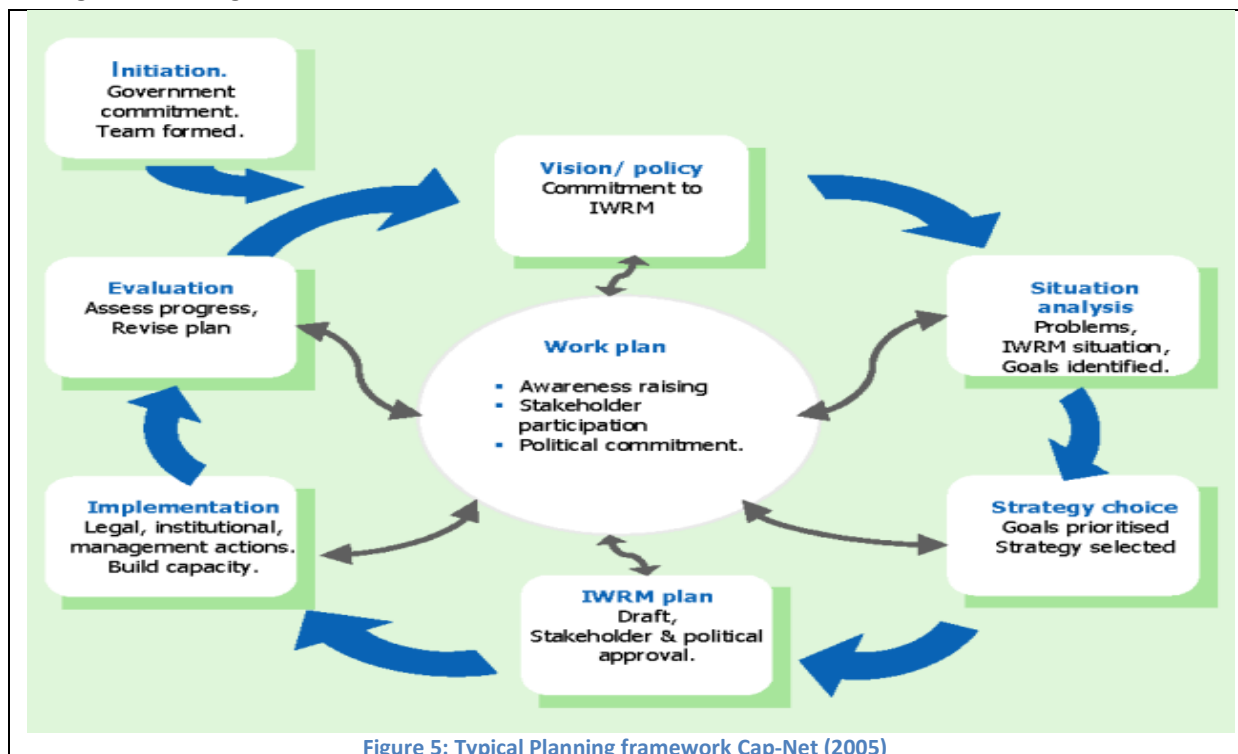 Initiation.
Government
commitment.
Team formed.
Vision/ policy
Commitment to
IWRM
Evaluation
Assess progress,
Revise plan
Situation
analysis
Problems,
IWRM situation,
Goals identified.
Work plan
▪ Awareness raising
▪ Stakeholder
participation
▪ Political commitment.
Implementation
Legal, institutional,
management actions.
Build capacity.
Strategy choice
Goals prioritised
Strategy selected
IWRM plan
Draft,
Stakeholder & political
approval.
Figure 5: Typical Planning framework Cap-Net (2005)